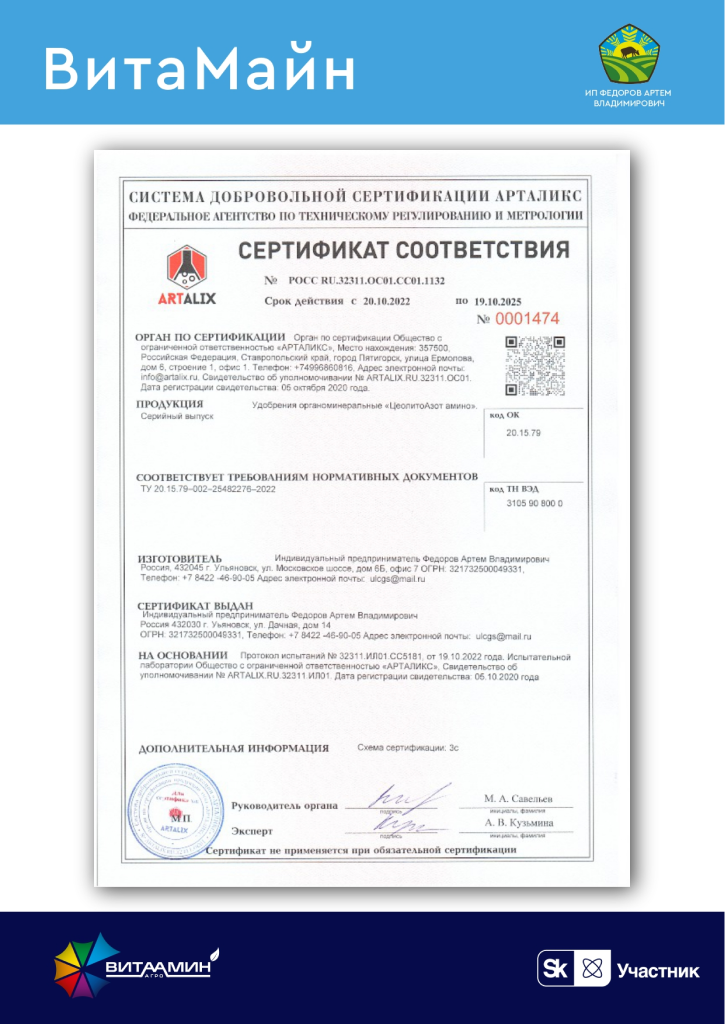 ВитаМайн
ИП ФЕДОРОВ АРТЕМ
ВЛАДИМИРОВИЧ
СИСТЕМА ДОБРОВОЛЬНОЙ СЕРТИФИКАЦИИ АРТАЛИКС
ФЕДЕРАЛЬНОЕ АГЕНТСТВО ПО ТЕХНИЧЕСКОМУ РЕГУЛИРОВАНИЮ И МЕТРОЛОГИИ
СЕРТИФИКАТ СООТВЕТСТВИЯ
ARTALIX
№ РОСС RU.32311.ОС01.СС01.1132
Срок действия с 20.10.2022 по 19.10.2025
№ 0001474
ОРГАН ПО СЕРТИФИКАЦИИ Орган по сертификации Общество с
ограниченной ответственностью «АРТАЛИКС», Место нахождения: 357500,
Российская Федерация, Ставропольский край, город Пятигорск, улица Ермолова,
дом 6, строение 1, офис 1. Телефон: +74996860816, Адрес электронной почты:
info@artalix.ru, Свидетельство об уполномочивании № ARTALIX.RU.32311.ОС01.
Дата регистрации свидетельства: 05 октября 2020 года.
ПРОДУКЦИЯ Удобрения органоминеральные «ЦеолитоАзот амино».
Серийный выпуск
код ОК
20.15.79
СООТВЕТСТВУЕТ ТРЕБОВАНИЯМ НОРМАТИВНЫХ ДОКУМЕНТОВ
ТУ 20.15.79–002–25482276–2022
код ТН ВЭД
3105 90 800 0
ИЗГОТОВИТЕЛЬ Индивидуальный предприниматель Федоров Артем Владимирович
Россия, 432045 г. Ульяновск, ул. Московское шоссе, дом 6Б, офис 7 ОГРН: 321732500049331,
Телефон: +7 8422 -46-90-05 Адрес электронной почты: ulcgs@mail.ru
СЕРТИФИКАТ ВЫДАН
Индивидуальный предприниматель Федоров Артем Владимирович
Россия 432030 г. Уьяновск, ул. Дачная, дом 14
ОГРН: 321732500049331, Телефон: +7 8422 -46-90-05 Адрес электронной почты: ulcgs@mail.ru
НА ОСНОВАНИИ Протокол испытаний № 32311.ИЛ01.СС5181, от 19.10.2022 года, Испытательной
лаборатории Общество с ограниченной ответственностью «АРТАЛИКС», Свидетельство об
уполномочивании № ARTALIX.RU.32311.ИЛ01. Дата регистрации свидетельства: 05.10.2020 года
ДОПОЛНИТЕЛЬНАЯ ИНФОРМАЦИЯ Схема сертификации: 3с
Для
сертификатов
М.П.
ARTALIX
Руководитель органа
подпись
М. А. Савельев
инициалы, фамилия
Эксперт
подпись
А. В. Кузьмина
инициалы, фамилия
Сертификат не применяется при обязательной сертификации
ВИТААМИН
АГРО
Sk
Участник